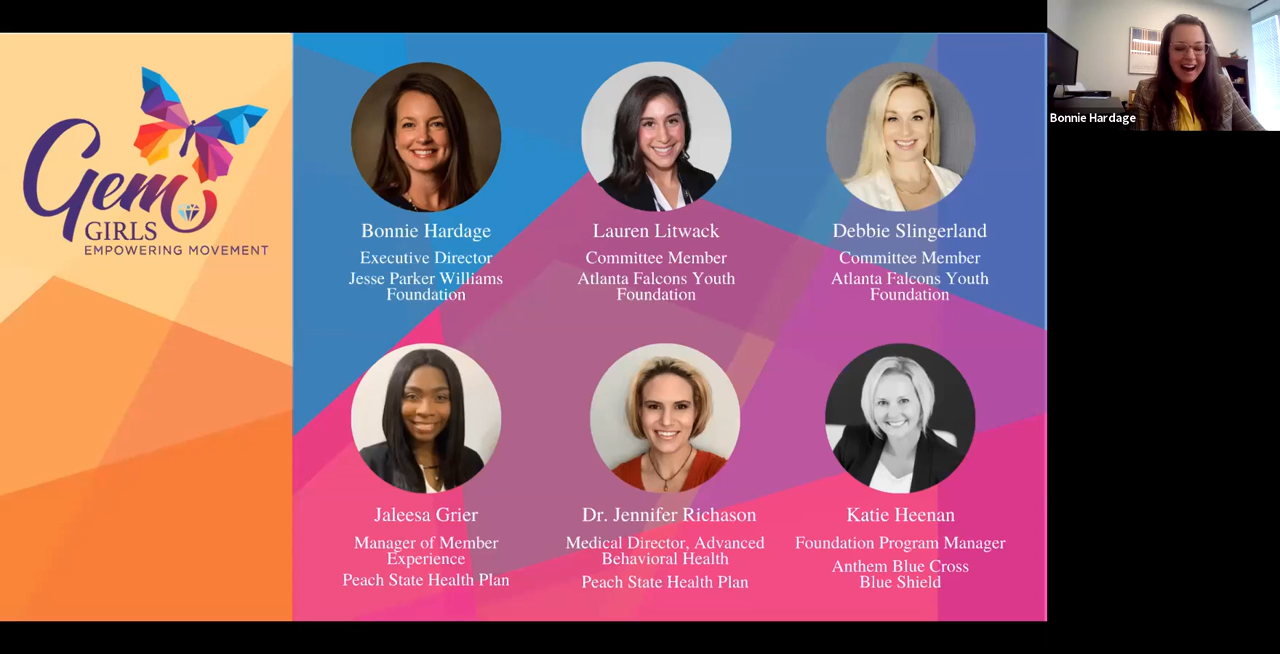 Gem
GIRLS
EMPOWERING MOVEMENT
Bonnie Hardage
Executive Director
Jesse Parker Williams
Foundation
Lauren Litwack
Committee Member
Atlanta Falcons Youth
Foundation
Debbie Slingerland
Committee Member
Atlanta Falcons Youth
Foundation
Jaleesa Grier
Manager of Member
Experience
Peach State Health Plan
Dr. Jennifer Richason
Medical Director, Advanced
Behavioral Health
Peach State Health Plan
Katie Heenan
Foundation Program Manager
Anthem Blue Cross
Blue Shield
Bonnie Hardage